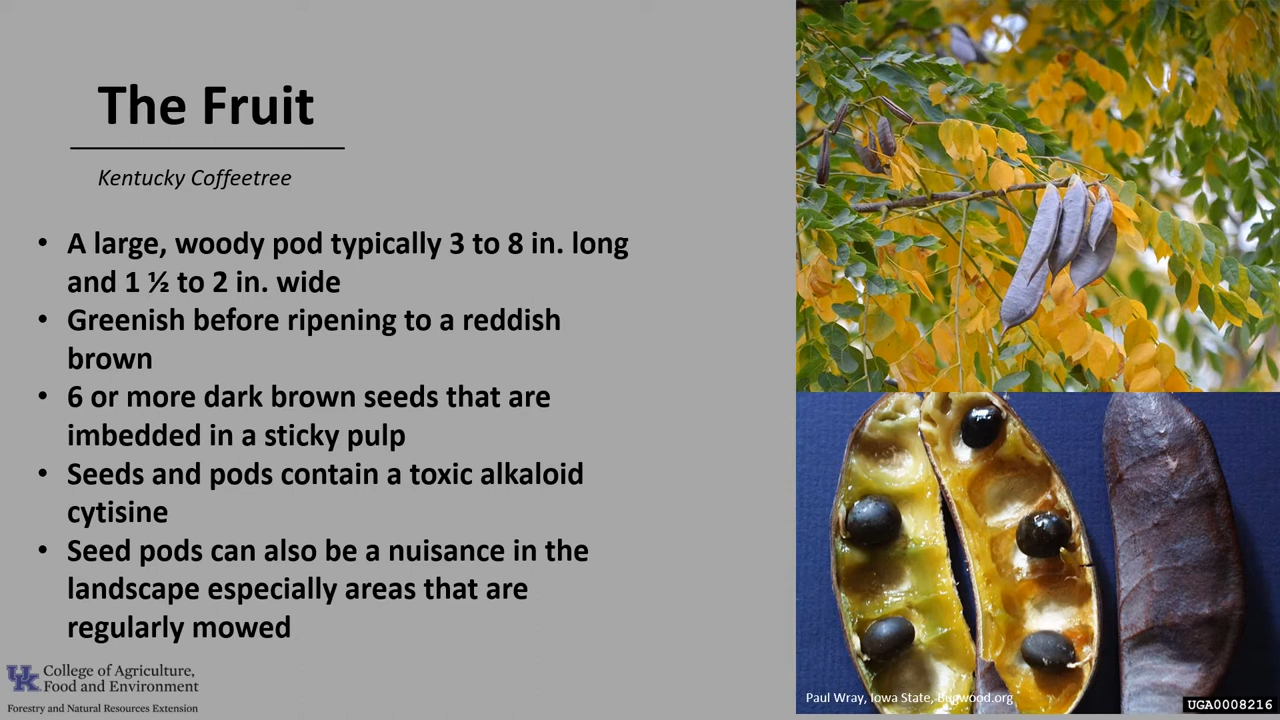 The Fruit
Kentucky Coffeetree
• A large, woody pod typically 3 to 8 in. long
and 1 ½ to 2 in. wide
• Greenish before ripening to a reddish
brown
• 6 or more dark brown seeds that are
imbedded in a sticky pulp
• Seeds and pods contain a toxic alkaloid
cytisine
• Seed pods can also be a nuisance in the
landscape especially areas that are
regularly mowed
UK College of Agriculture,
Food and Environment
Forestry and Natural Resources Extension
Paul Wray, Iowa State, Bugwood.org
UGA0008216